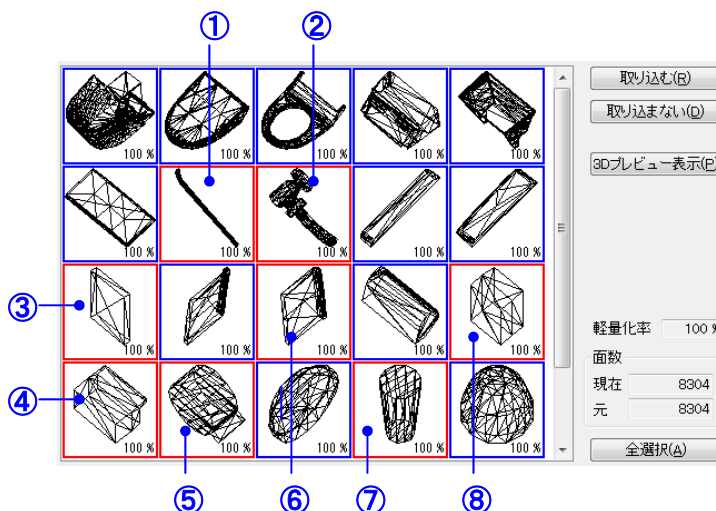 ① ②
取り込む(R)
100 % 100 % 100 % 100 % 100 %
取り込まない(D)
3Dプレビュー表示(P)
100 % 100 % 100 % 100 % 100 %
③
100 % 100 % 100 % 100 % 100 %
軽量化率 100 %
面数
現在 8304
④
元 8304
100 % 100 % 100 % 100 % 100 %
全選択(A)
⑤ ⑥ ⑦ ⑧